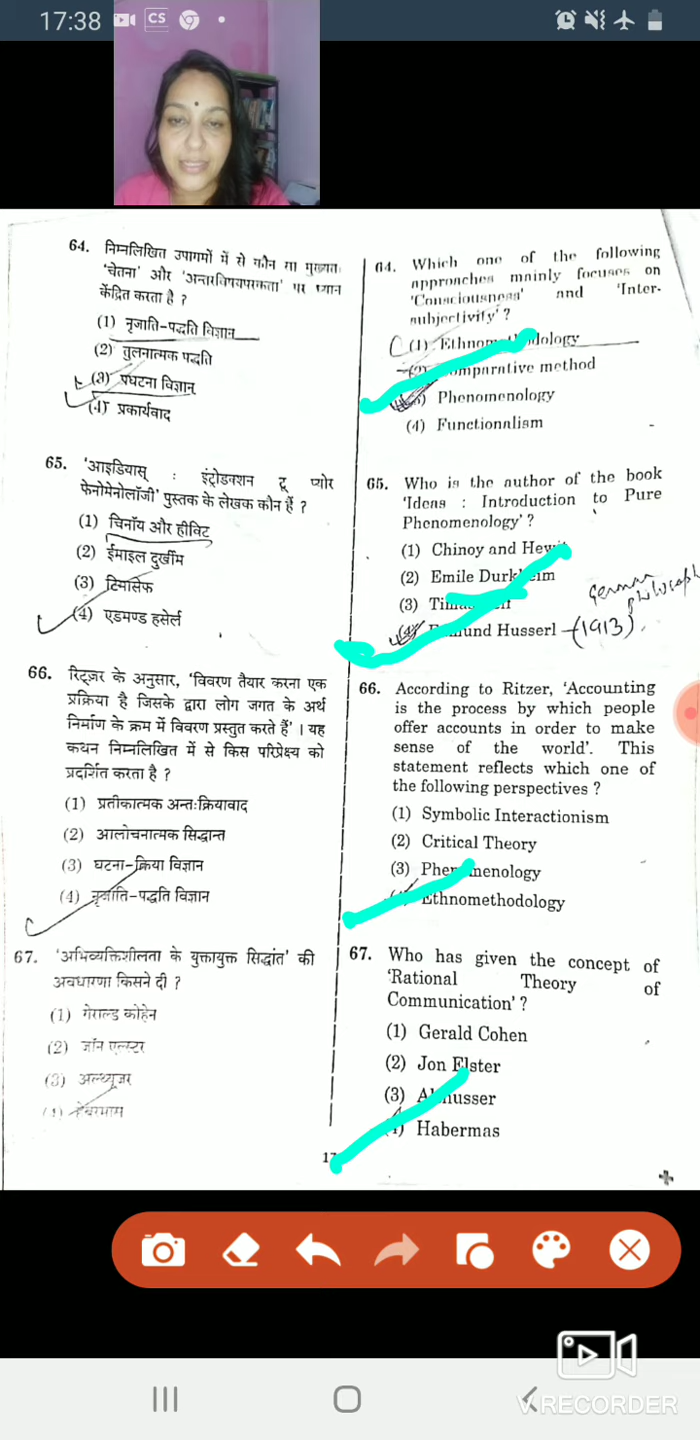 17:38
CS
64. निम्नलिखित उपागमों में से कौन सा मुख्यतः
'चेतना' और 'अन्तरविषयपरकता' पर ध्यान
केंद्रित करता है ?
(1) नृजाति-पद्धति विज्ञान
(2) तुलनात्मक पद्धति
(3) प्रघटना विज्ञान
(4) प्रकार्यवाद
65. 'आइडियास् : इंट्रोडक्शन टू प्योर
फेनोमेनोलॉजी' पुस्तक के लेखक कौन हैं ?
(1) चिनॉय और हीविट
(2) ईमाइल दुर्खीम
(3) टिमासिफ
(4) एडमण्ड हसेर्ल
66. रिट्ज़र के अनुसार, 'विवरण तैयार करना एक
प्रक्रिया है जिसके द्वारा लोग जगत के अर्थ
निर्माण के क्रम में विवरण प्रस्तुत करते हैं' । यह
कथन निम्नलिखित में से किस परिप्रेक्ष्य को
प्रदर्शित करता है ?
(1) प्रतीकात्मक अन्तःक्रियावाद
(2) आलोचनात्मक सिद्धान्त
(3) घटना-क्रिया विज्ञान
(4) नृजाति-पद्धति विज्ञान
67. 'अभिव्यक्तिशीलता के युक्तायुक्त सिद्धांत' की
अवधारणा किसने दी ?
(1) गेराल्ड कोहेन
(2) जॉन एल्स्टर
(3) अल्थ्यूजर
(4) हेबरमास
64. Which one of the following
approaches mainly focuses on
'Consciousness' and 'Inter-
subjectivity' ?
(1) Ethnomethodology
(2) Comparative method
(3) Phenomenology
(4) Functionalism
65. Who is the author of the book
'Ideas : Introduction to Pure
Phenomenology' ?
(1) Chinoy and Hewit
(2) Emile Durkheim
(3)
(4) Edmund Husserl - (1913).
German
philosoph
66. According to Ritzer, 'Accounting
is the process by which people
offer accounts in order to make
sense of the world'. This
statement reflects which one of
the following perspectives ?
(1) Symbolic Interactionism
(2) Critical Theory
(3) Phenomenology
(4) Ethnomethodology
67. Who has given the concept of
'Rational Theory of
Communication' ?
(1) Gerald Cohen
(2) Jon Elster
(3) Althusser
(4) Habermas
17
V.RECORDER